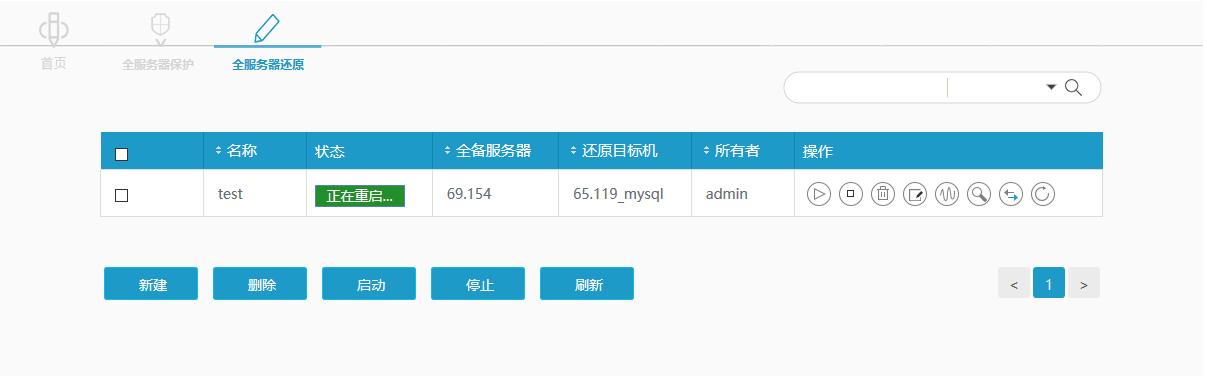 首页
全服务器保护
全服务器还原
名称 状态 全备服务器 还原目标机 所有者 操作
test 正在重启... 69.154 65.119_mysql admin
新建 删除 启动 停止 刷新 < 1 >